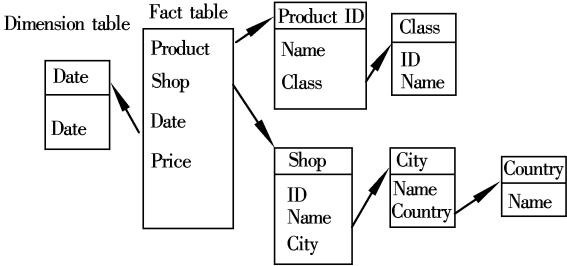 Dimension table
Fact table
Date
Date
Product
Shop
Date
Price
Product ID
Name
Class
Class
ID
Name
Shop
ID
Name
City
City
Name
Country
Country
Name